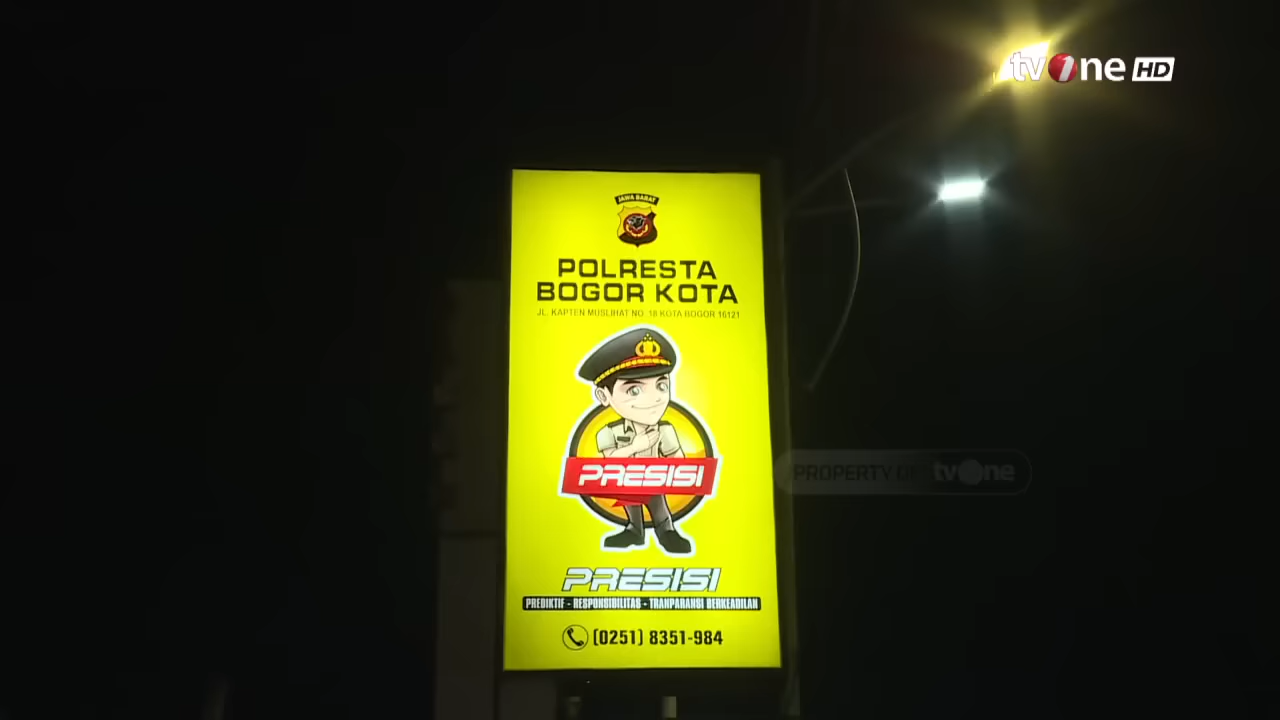 tvOne HD
JAWA BARAT
POLRESTA
BOGOR KOTA
JL. KAPTEN MUSLIHAT NO. 18 KOTA BOGOR 16121
PRESISI
PROPERTY OF tvOne
PRESISI
PREDIKTIF - RESPONSIBILITAS - TRANPARANSI BERKEADILAN
(0251) 8351-984